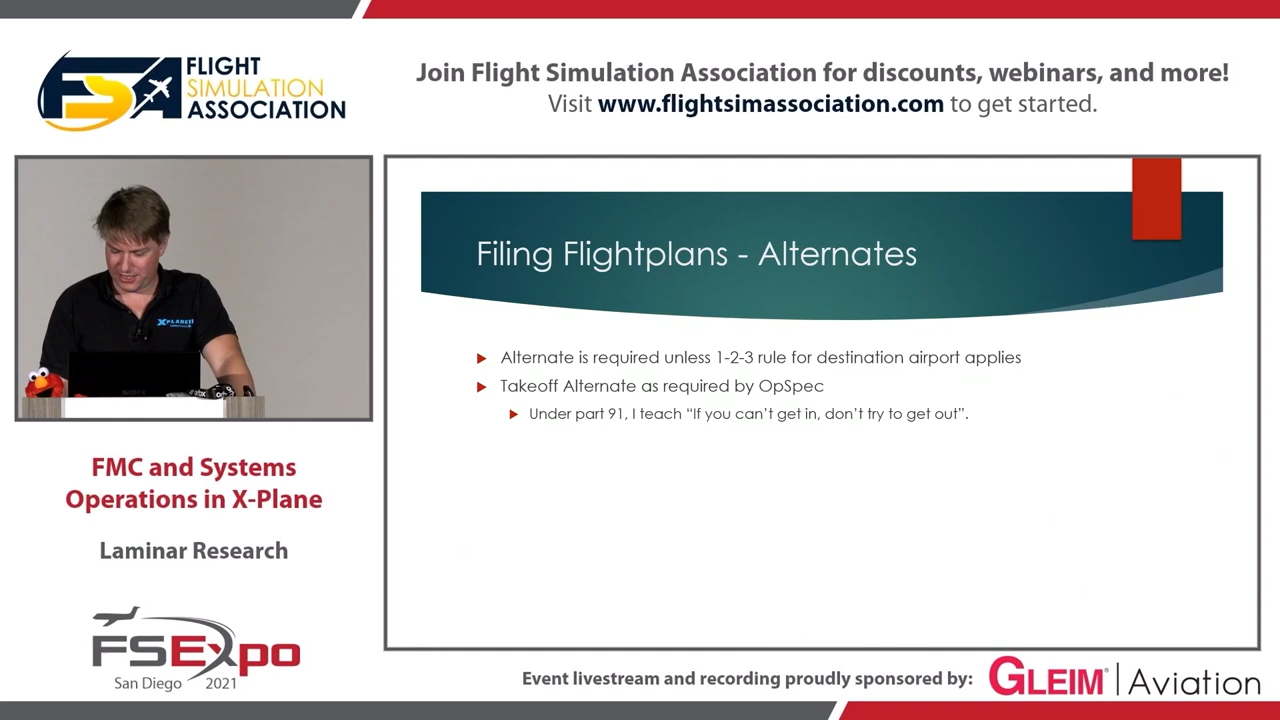 FLIGHT
SIMULATION
ASSOCIATION
Join Flight Simulation Association for discounts, webinars, and more!
Visit www.flightsimassociation.com to get started.
Filing Flightplans - Alternates
Alternate is required unless 1-2-3 rule for destination airport applies
Takeoff Alternate as required by OpSpec
Under part 91, I teach “If you can’t get in, don’t try to get out”.
FMC and Systems
Operations in X-Plane
Laminar Research
FSExpo
San Diego 2021
Event livestream and recording proudly sponsored by:
GLEIM® | Aviation